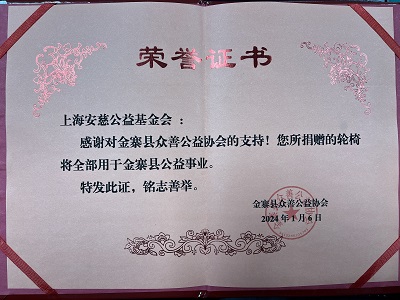 荣誉证书
上海安慈公益基金会：
感谢对金寨县众善公益协会的支持！您所捐赠的轮椅
将全部用于金寨县公益事业。
特发此证，铭志善举。
金寨县众善公益协会
2024年1月6日